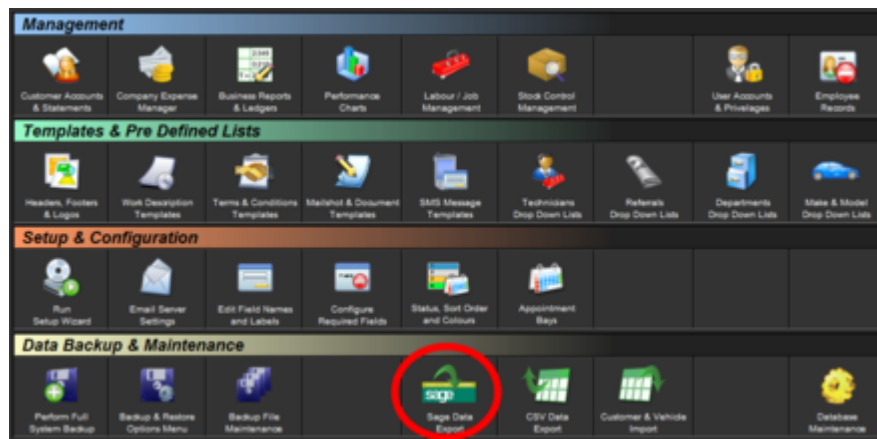 Management
Customer Accounts
& Statements
Company Expense
Manager
Business Reports
& Ledgers
Performance
Charts
Labour / Job
Management
Stock Control
Management
User Accounts
& Privelages
Employee
Records
Templates & Pre Defined Lists
Headers, Footers
& Logos
Work Description
Templates
Terms & Conditions
Templates
Mailshot & Document
Templates
SMS Message
Templates
Technicians
Drop Down Lists
Referrals
Drop Down Lists
Departments
Drop Down Lists
Make & Model
Drop Down Lists
Setup & Configuration
Run
Setup Wizard
Email Server
Settings
Edit Field Names
and Labels
Configure
Required Fields
Status, Sort Order
and Colours
Appointment
Bays
Data Backup & Maintenance
Perform Full
System Backup
Backup & Restore
Options Menu
Backup File
Maintenance
sage
Sage Data
Export
CSV Data
Export
Customer & Vehicle
Import
Database
Maintenance